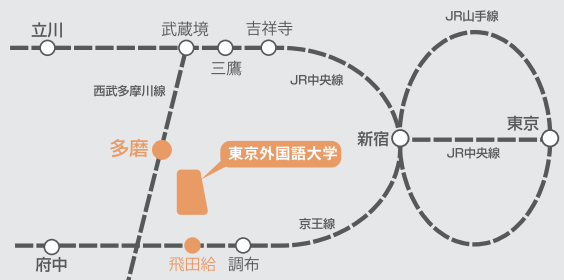 JR山手線
立川
武蔵境
吉祥寺
三鷹
JR中央線
西武多摩川線
東京
新宿
多磨
東京外国語大学
JR中央線
京王線
府中
飛田給
調布